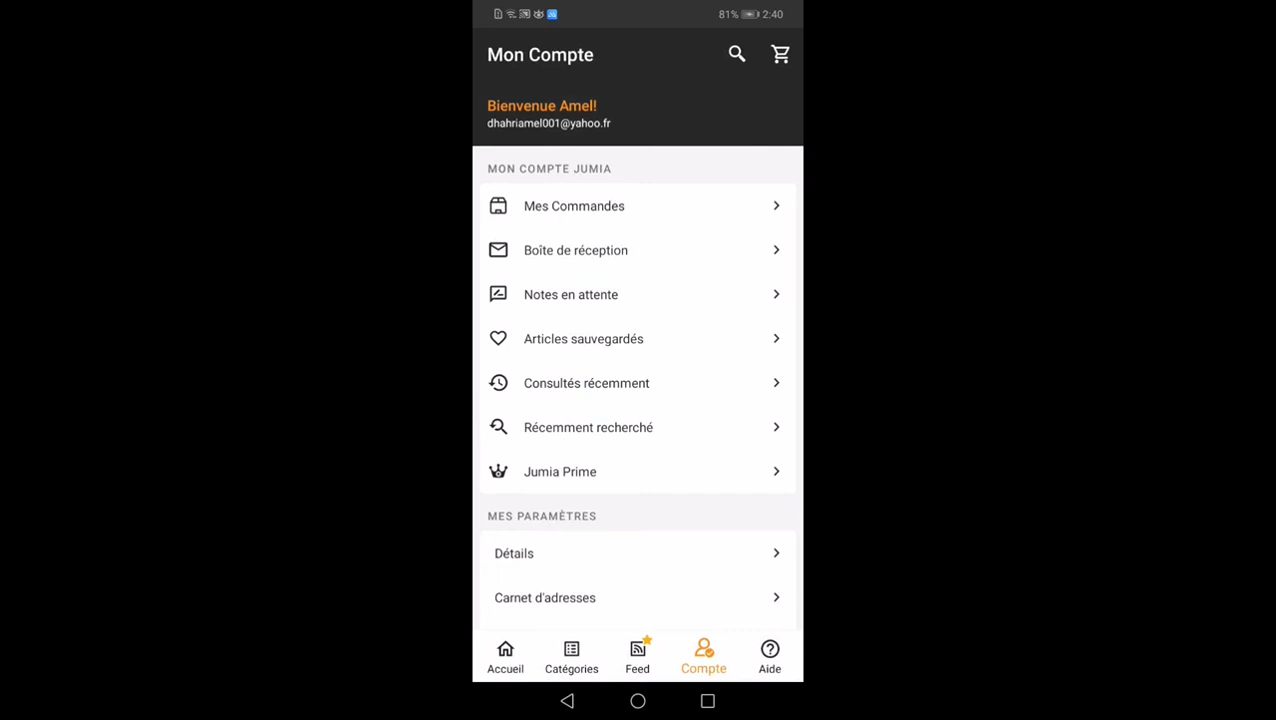 81% 2:40
Mon Compte
Bienvenue Amel!
dhahriamel001@yahoo.fr
MON COMPTE JUMIA
Mes Commandes
Boîte de réception
Notes en attente
Articles sauvegardés
Consultés récemment
Récemment recherché
Jumia Prime
MES PARAMÈTRES
Détails
Carnet d'adresses
Accueil Catégories Feed Compte Aide